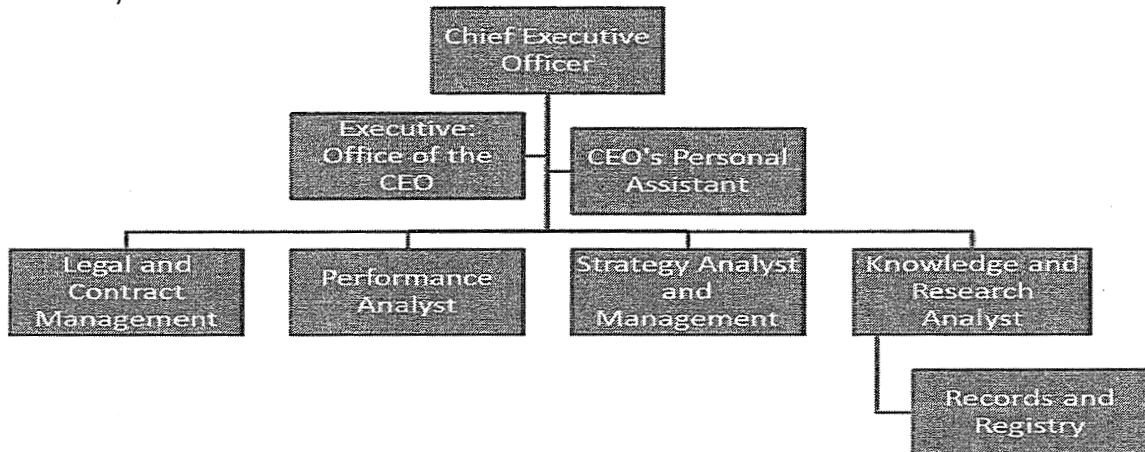 Chief Executive
Officer
Executive:
Office of the
CEO
CEO's Personal
Assistant
Legal and
Contract
Management
Performance
Analyst
Strategy Analyst
and
Management
Knowledge and
Research
Analyst
Records and
Registry